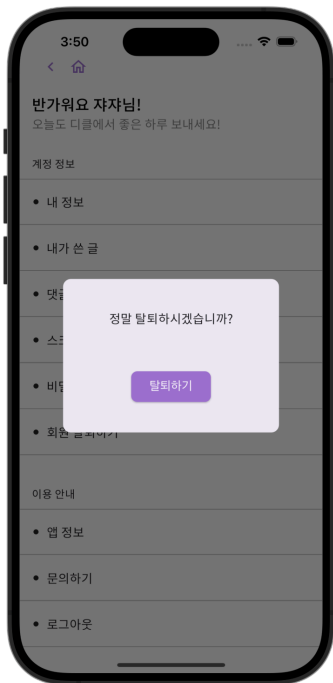 3:50
반가워요 쟈쟈님!
오늘도 디클에서 좋은 하루 보내세요!
계정 정보
• 내 정보
• 내가 쓴 글
정말 탈퇴하시겠습니까?
탈퇴하기
• 회원 탈퇴하기
이용 안내
• 앱 정보
• 문의하기
• 로그아웃